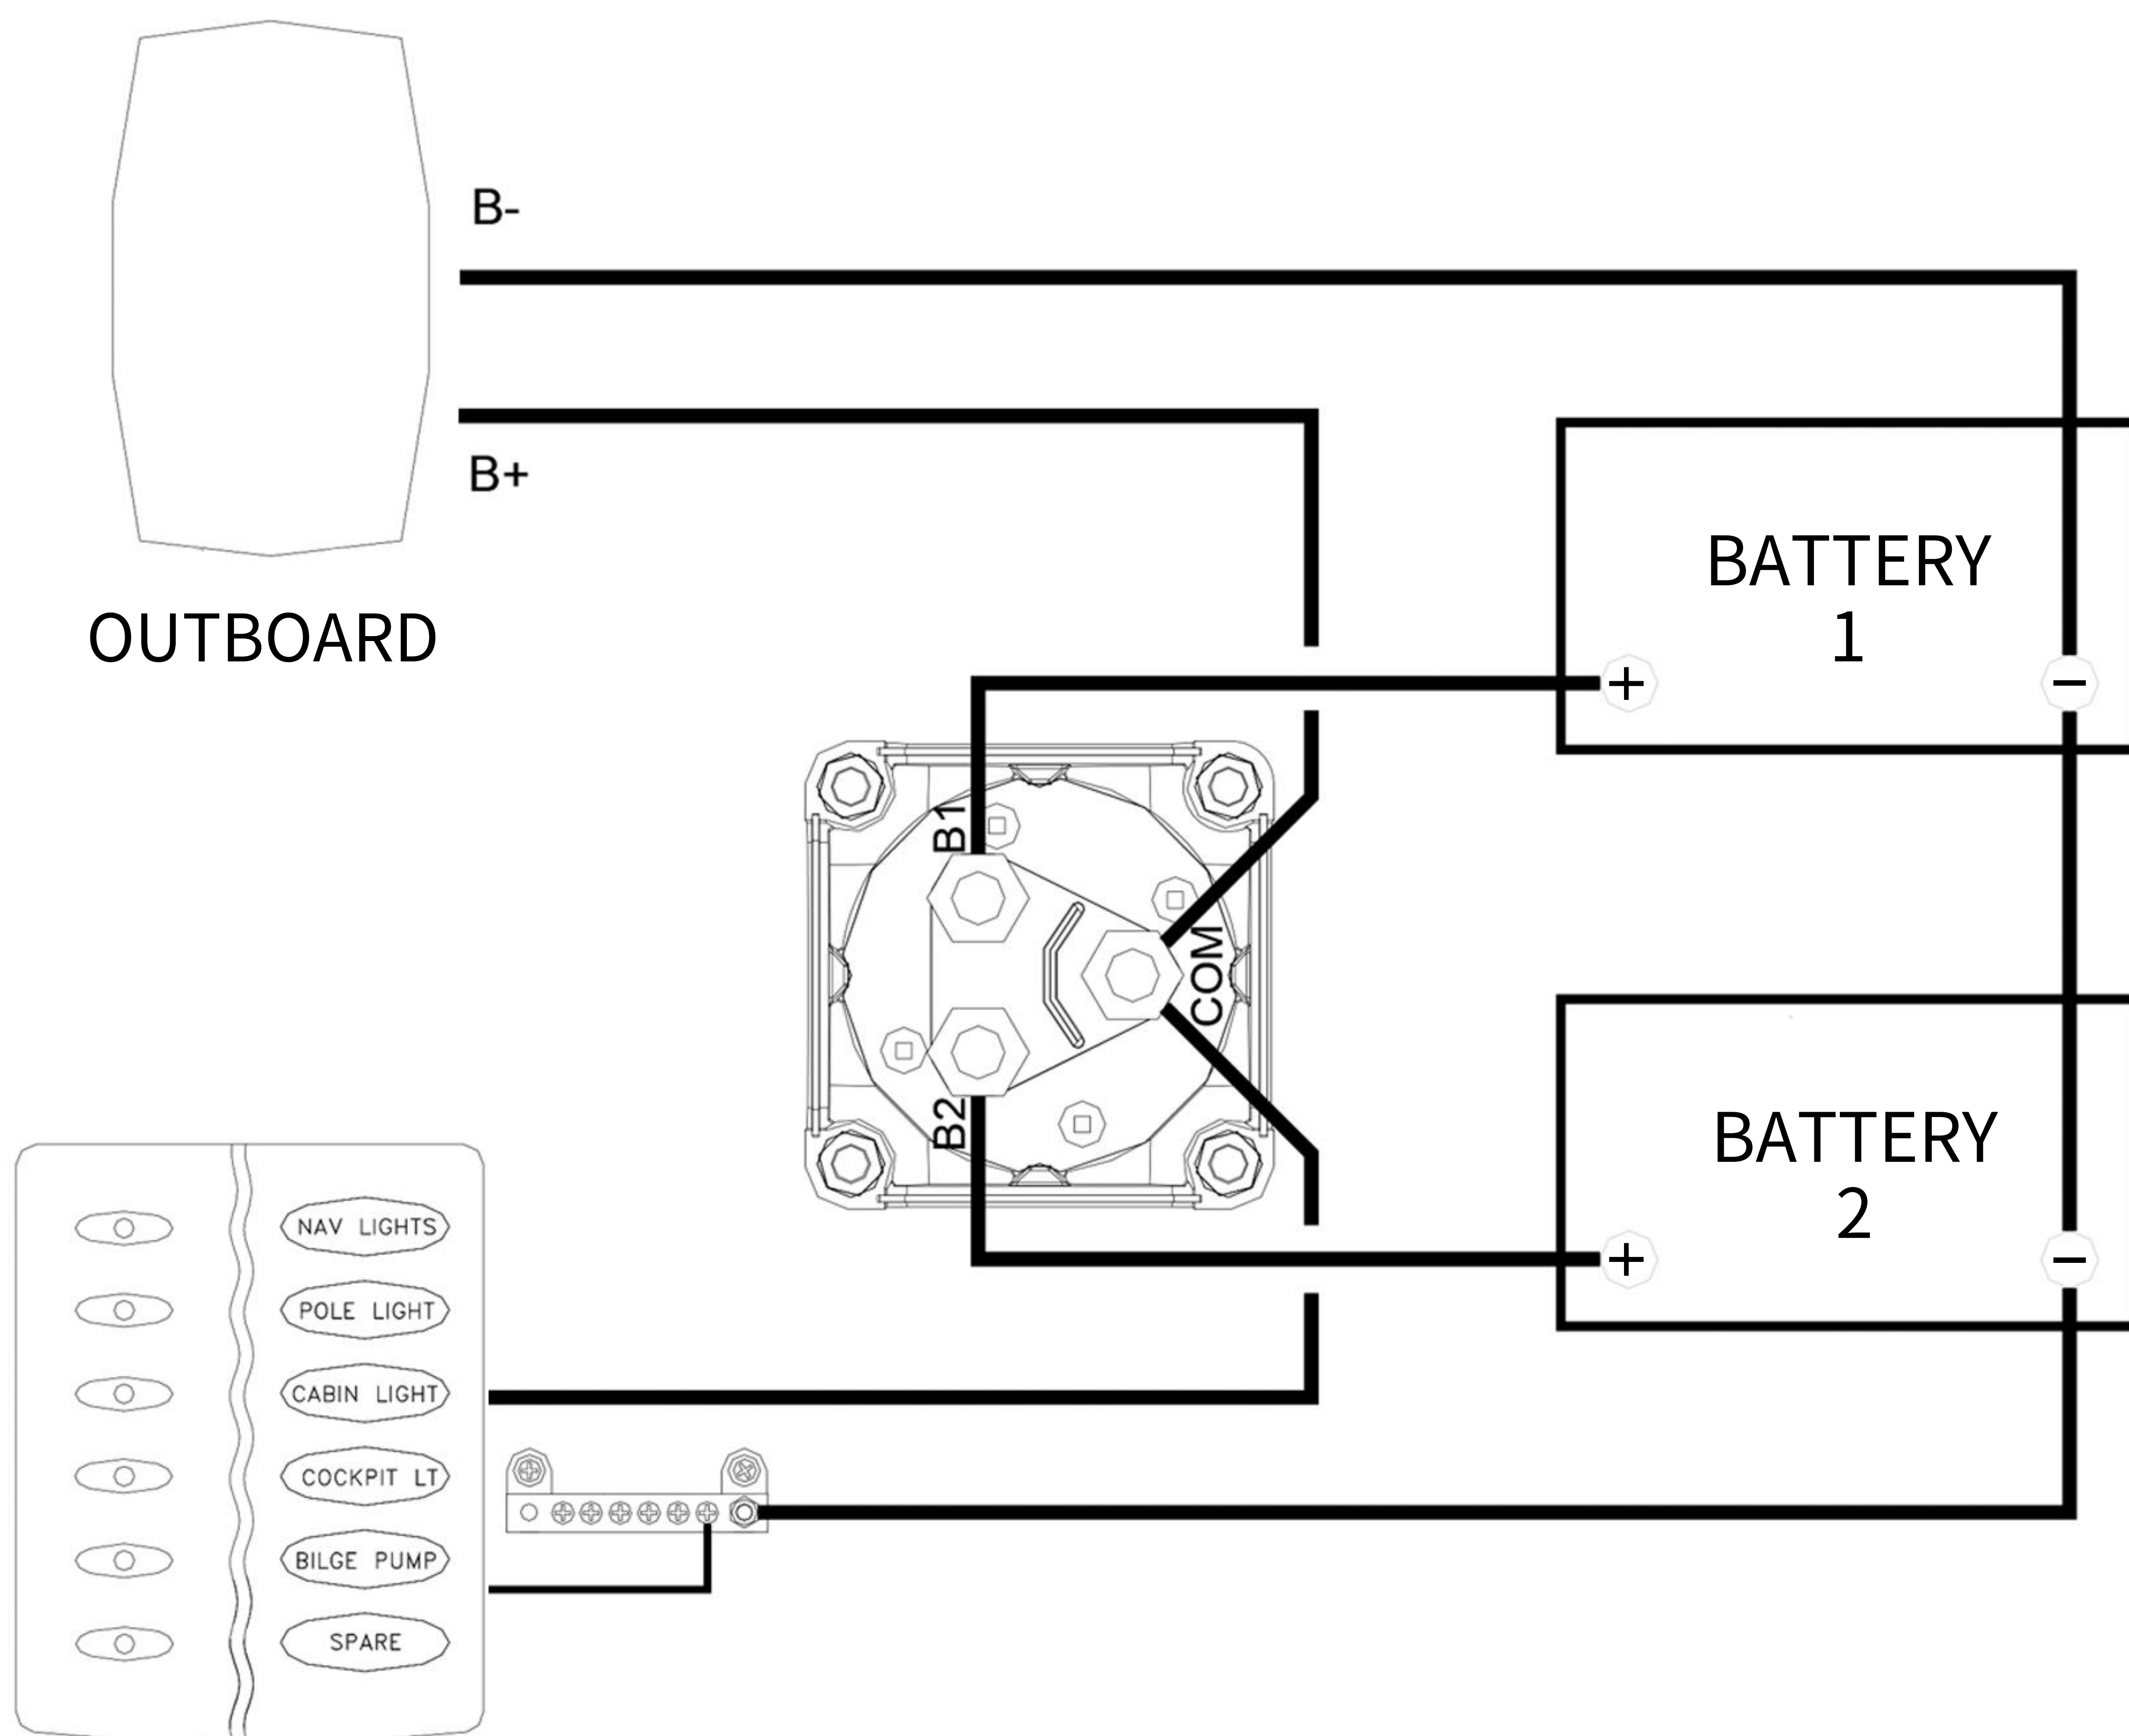 B-
B+
OUTBOARD
BATTERY
1
+
−
B1
COM
B2
BATTERY
2
+
−
NAV LIGHTS
POLE LIGHT
CABIN LIGHT
COCKPIT LT
BILGE PUMP
SPARE